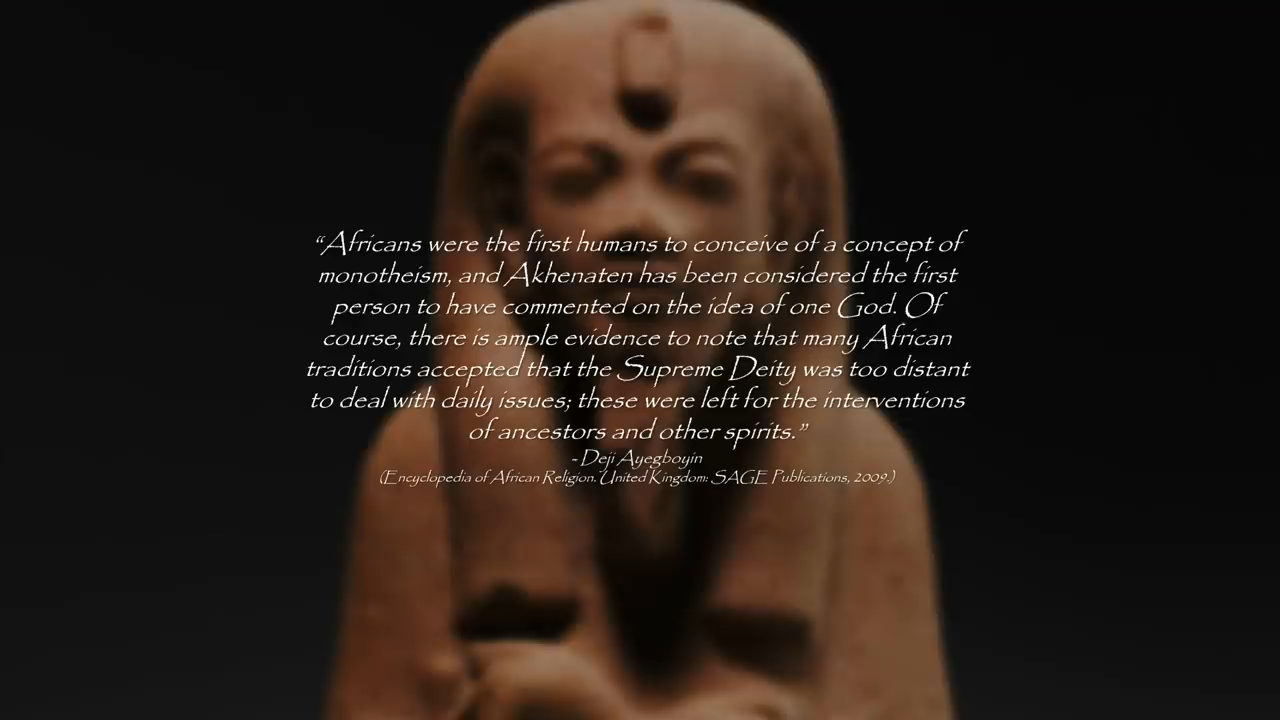 “Africans were the first humans to conceive of a concept of
monotheism, and Akhenaten has been considered the first
person to have commented on the idea of one God. Of
course, there is ample evidence to note that many African
traditions accepted that the Supreme Deity was too distant
to deal with daily issues; these were left for the interventions
of ancestors and other spirits.”
- Deji Ayegboyin
(Encyclopedia of African Religion. United Kingdom: SAGE Publications, 2009.)